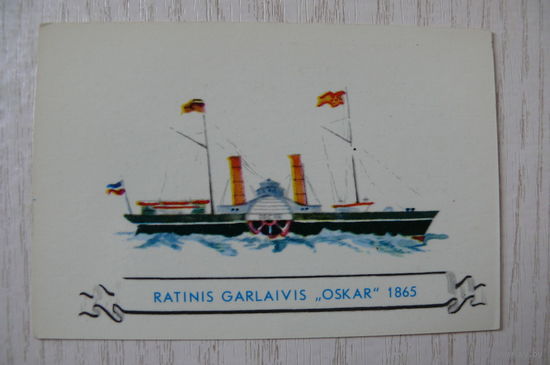 RATINIS GARLAIVIS „OSKAR“ 1865